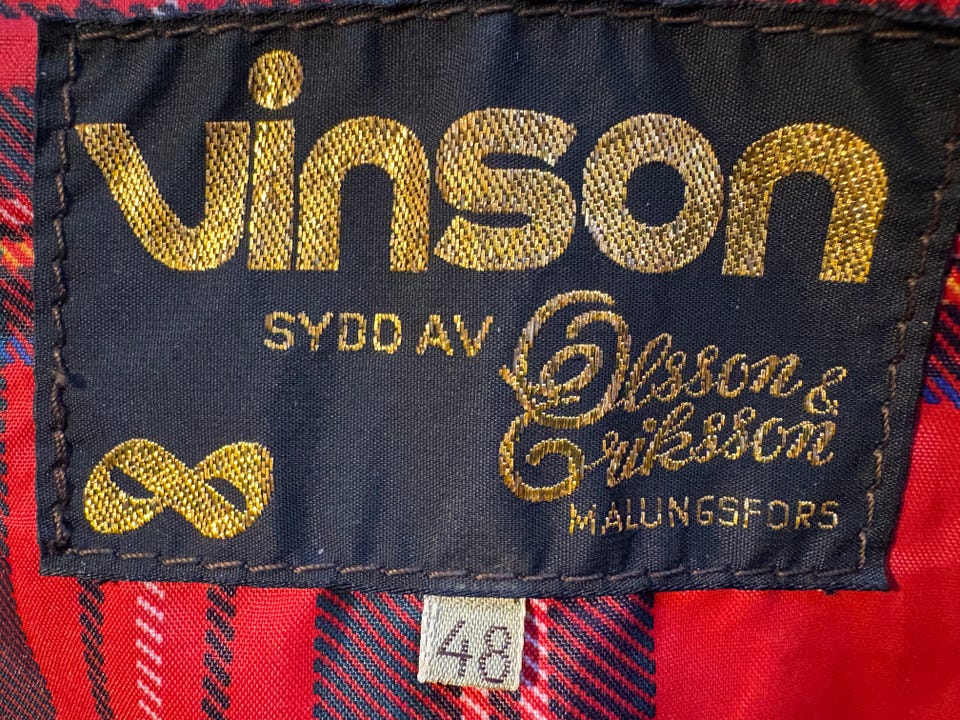 vinson
SYDD AV
Olsson &
Eriksson
MALUNGSFORS
48